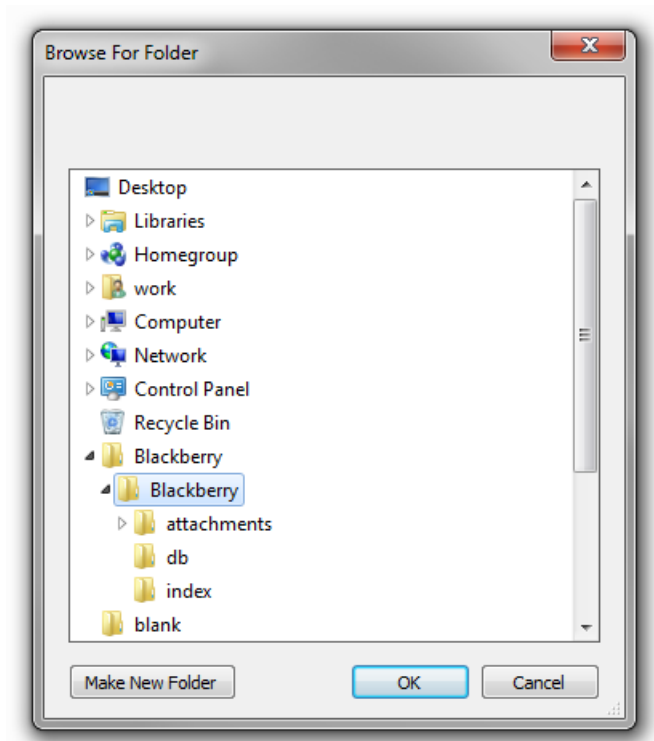 Browse For Folder
Desktop
Libraries
Homegroup
work
Computer
Network
Control Panel
Recycle Bin
Blackberry
Blackberry
attachments
db
index
blank
Make New Folder OK Cancel